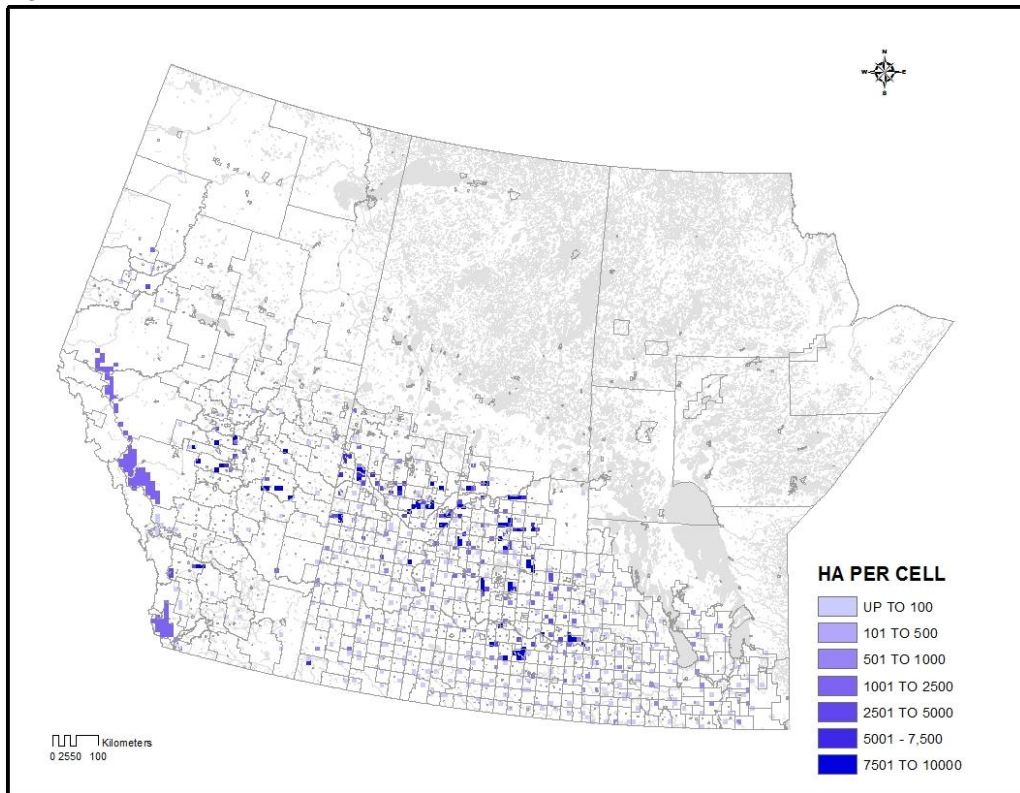 N
W E
S
HA PER CELL
UP TO 100
101 TO 500
501 TO 1000
1001 TO 2500
2501 TO 5000
5001 - 7,500
7501 TO 10000
Kilometers
0 2550 100